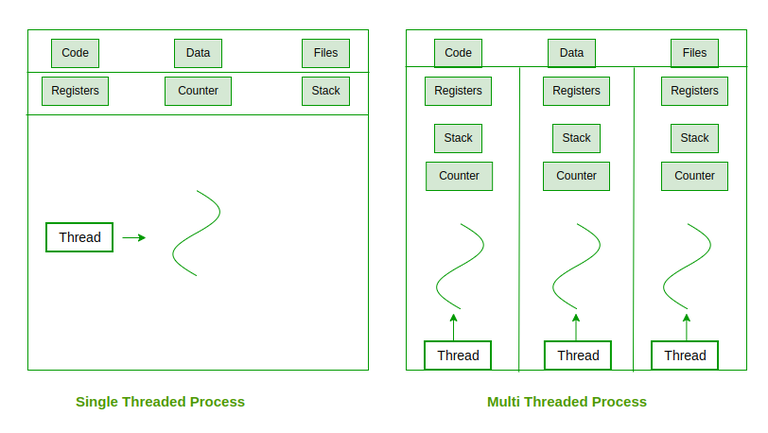 Code Data Files
Registers Counter Stack
Thread
Single Threaded Process
Code Data Files
Registers Registers Registers
Stack Stack Stack
Counter Counter Counter
Thread Thread Thread
Multi Threaded Process